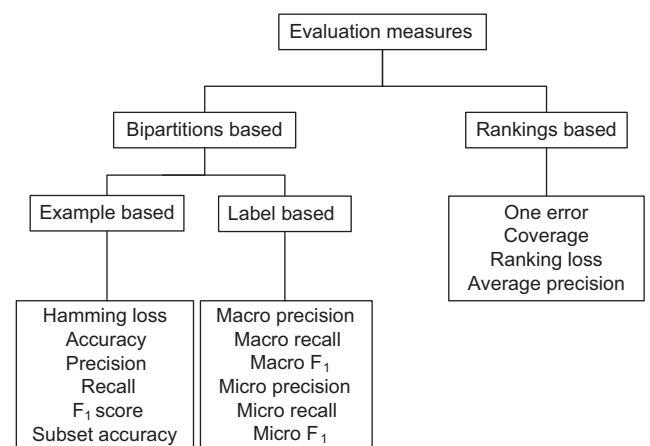 Evaluation measures
Bipartitions based
Rankings based
Example based
Label based
One error
Coverage
Ranking loss
Average precision
Hamming loss
Accuracy
Precision
Recall
F₁ score
Subset accuracy
Macro precision
Macro recall
Macro F₁
Micro precision
Micro recall
Micro F₁